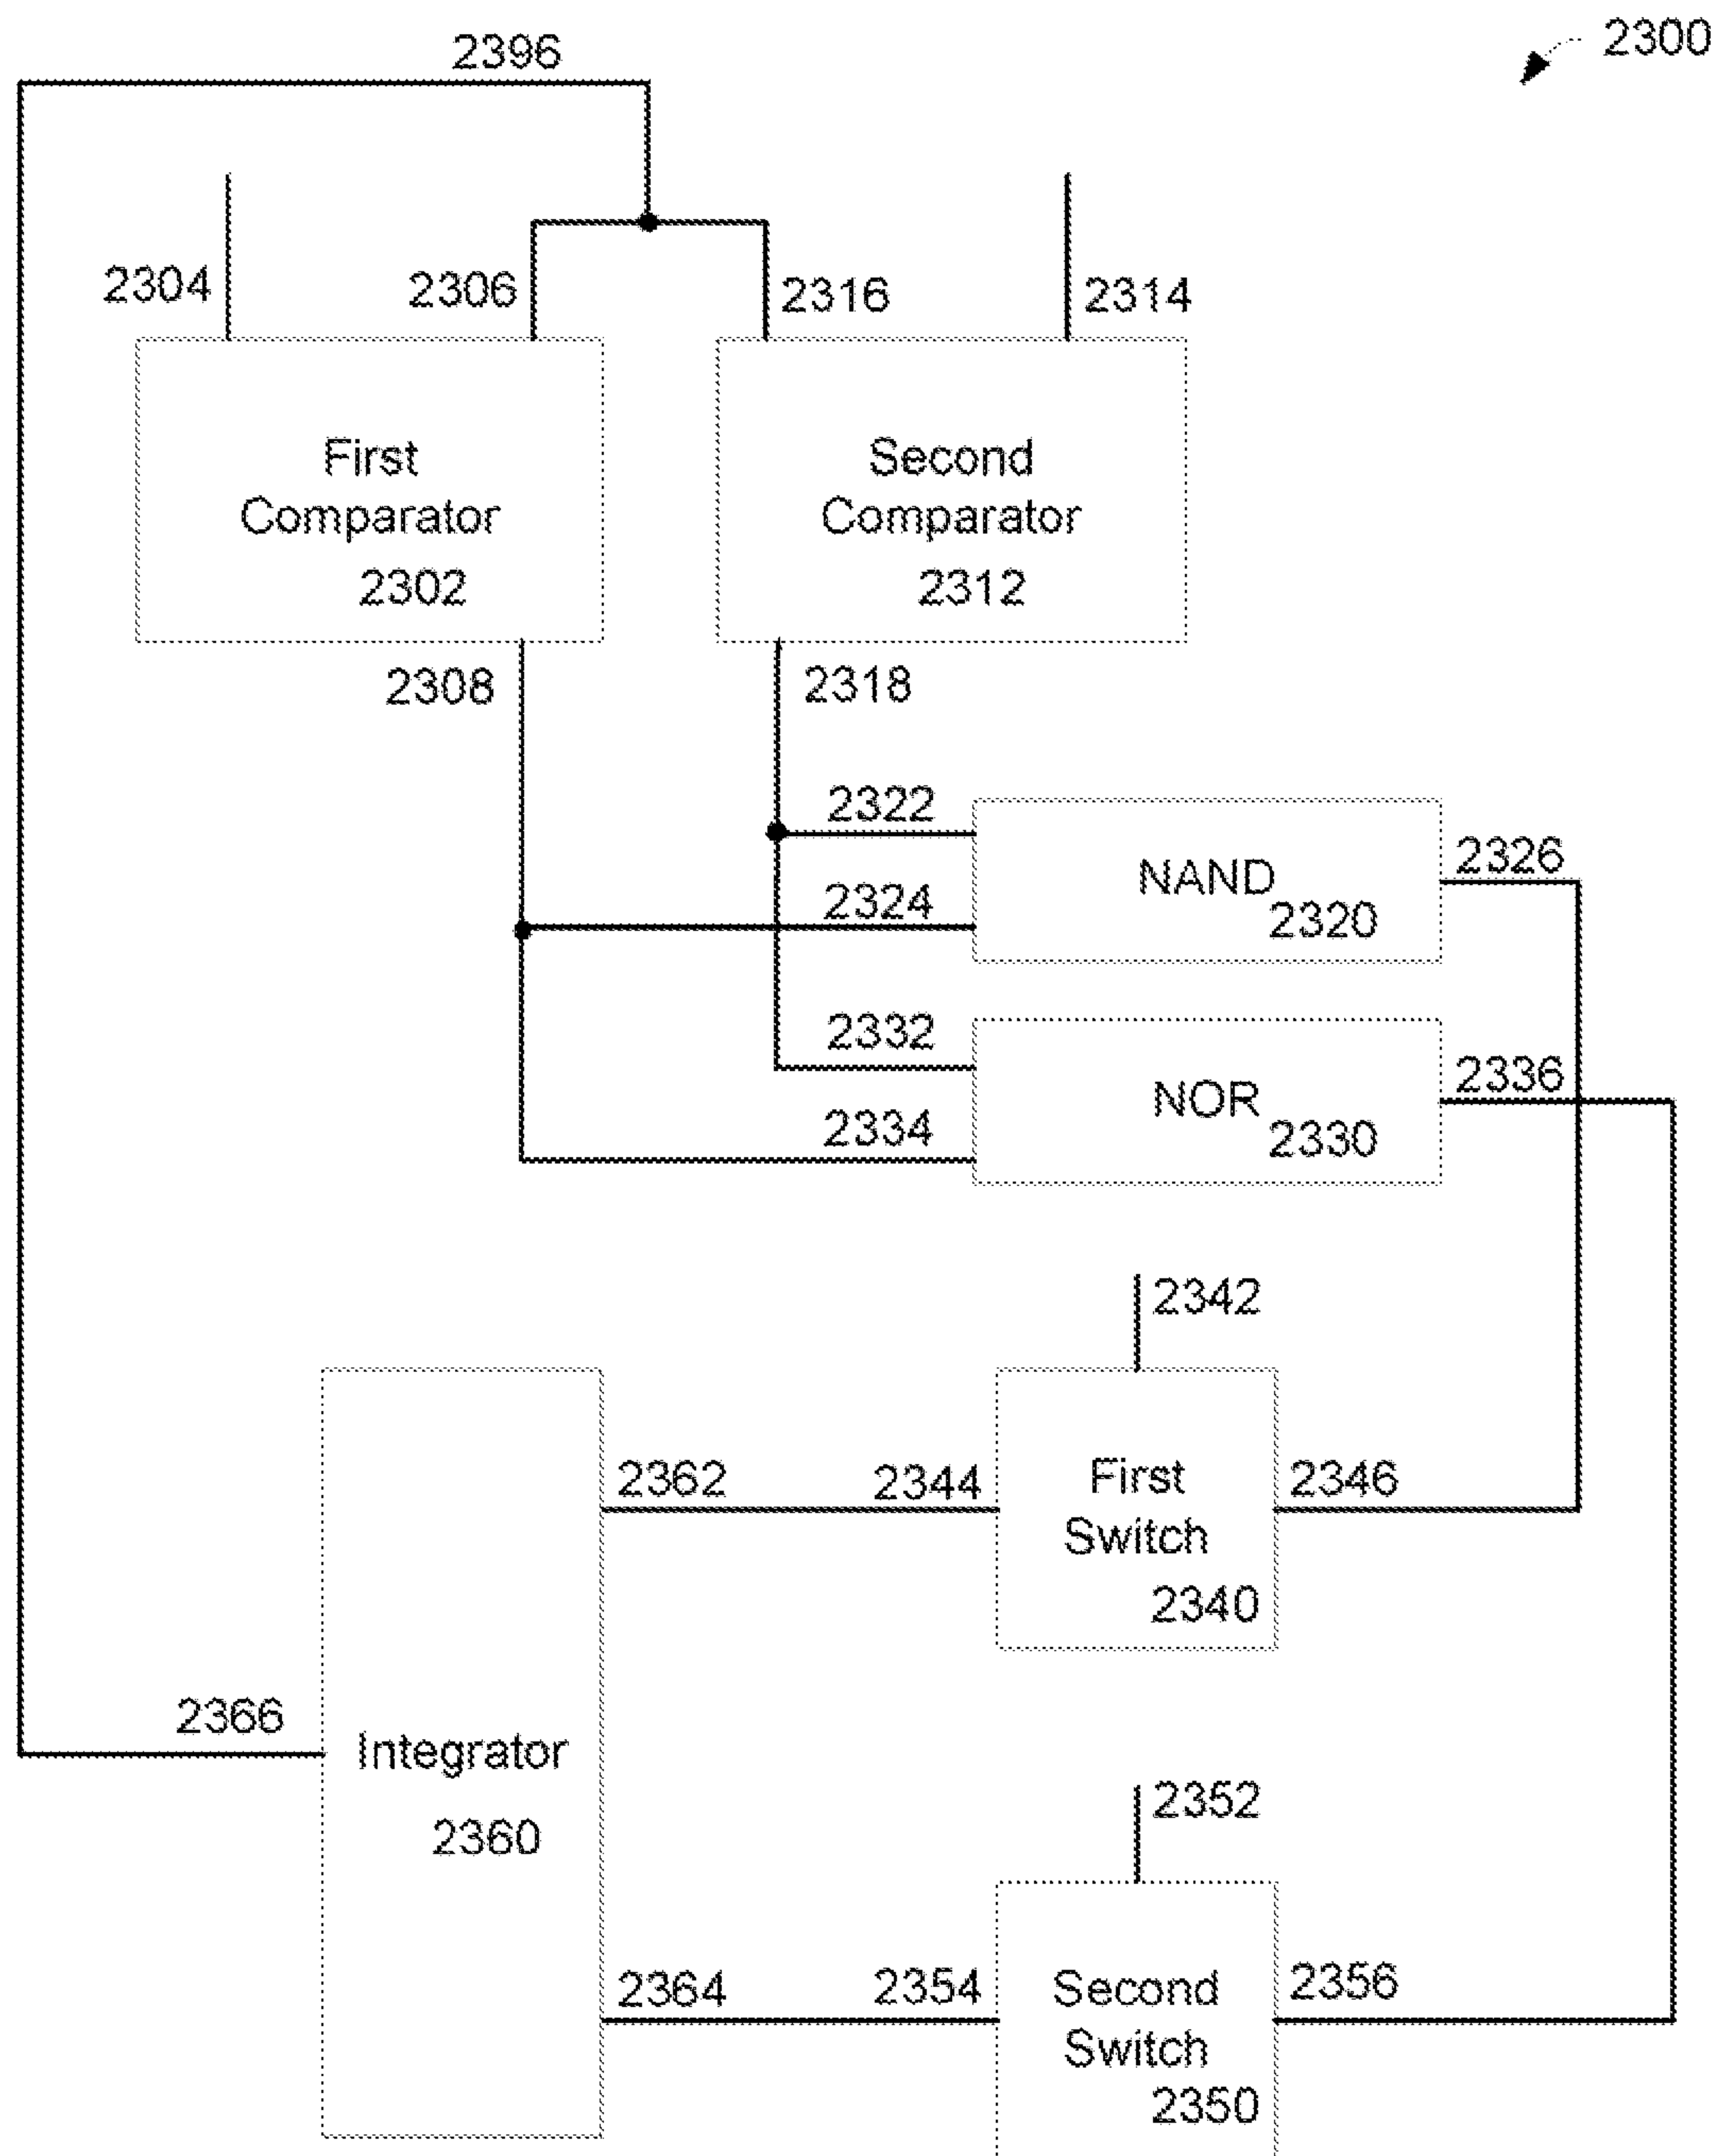 2396
2300
2304
2306
2316
2314
First
Comparator
2302
Second
Comparator
2312
2308
2318
2322
2324
NAND
2320
2326
2332
2334
NOR
2330
2336
2342
2362
2344
First
Switch
2340
2346
2366
Integrator
2360
2352
2364
2354
Second
Switch
2350
2356